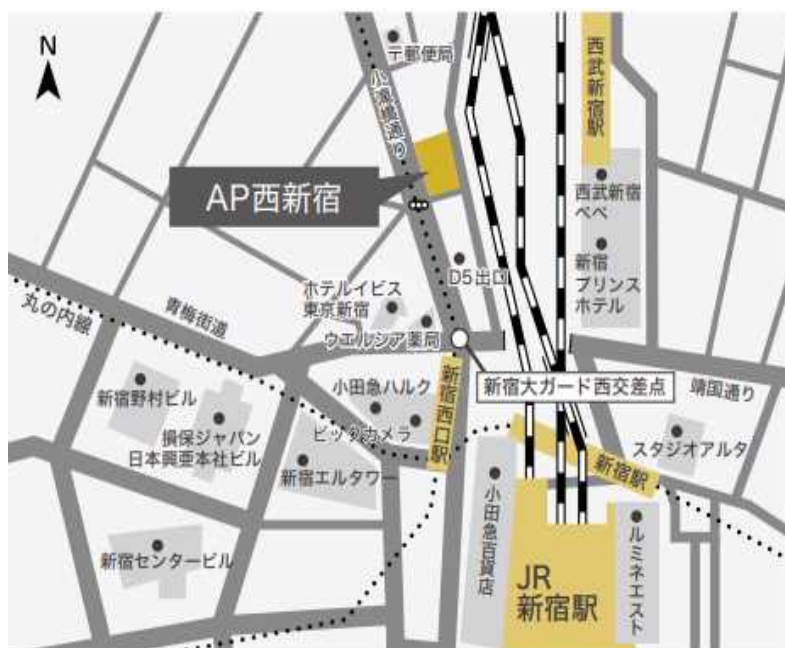 N
〒郵便局
小滝橋通り
西武新宿駅
AP西新宿
西武新宿
ペペ
D5出口
新宿
プリンス
ホテル
ホテルイビス
東京新宿
丸の内線
青梅街道
ウエルシア薬局
新宿大ガード西交差点
靖国通り
新宿野村ビル
小田急ハルク
新宿西口駅
損保ジャパン
日本興亜本社ビル
ビックカメラ
スタジオアルタ
新宿エルタワー
新宿駅
小田急百貨店
新宿センタービル
JR
新宿駅
ルミネエスト